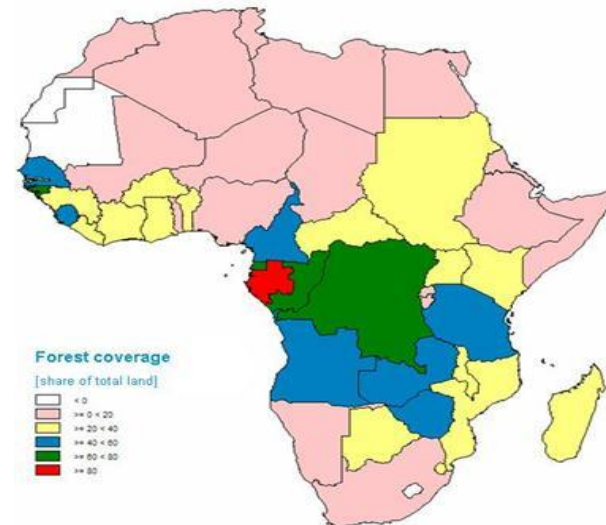 Forest coverage
[share of total land]
< 0
>= 0 < 20
>= 20 < 40
>= 40 < 60
>= 60 < 80
>= 80